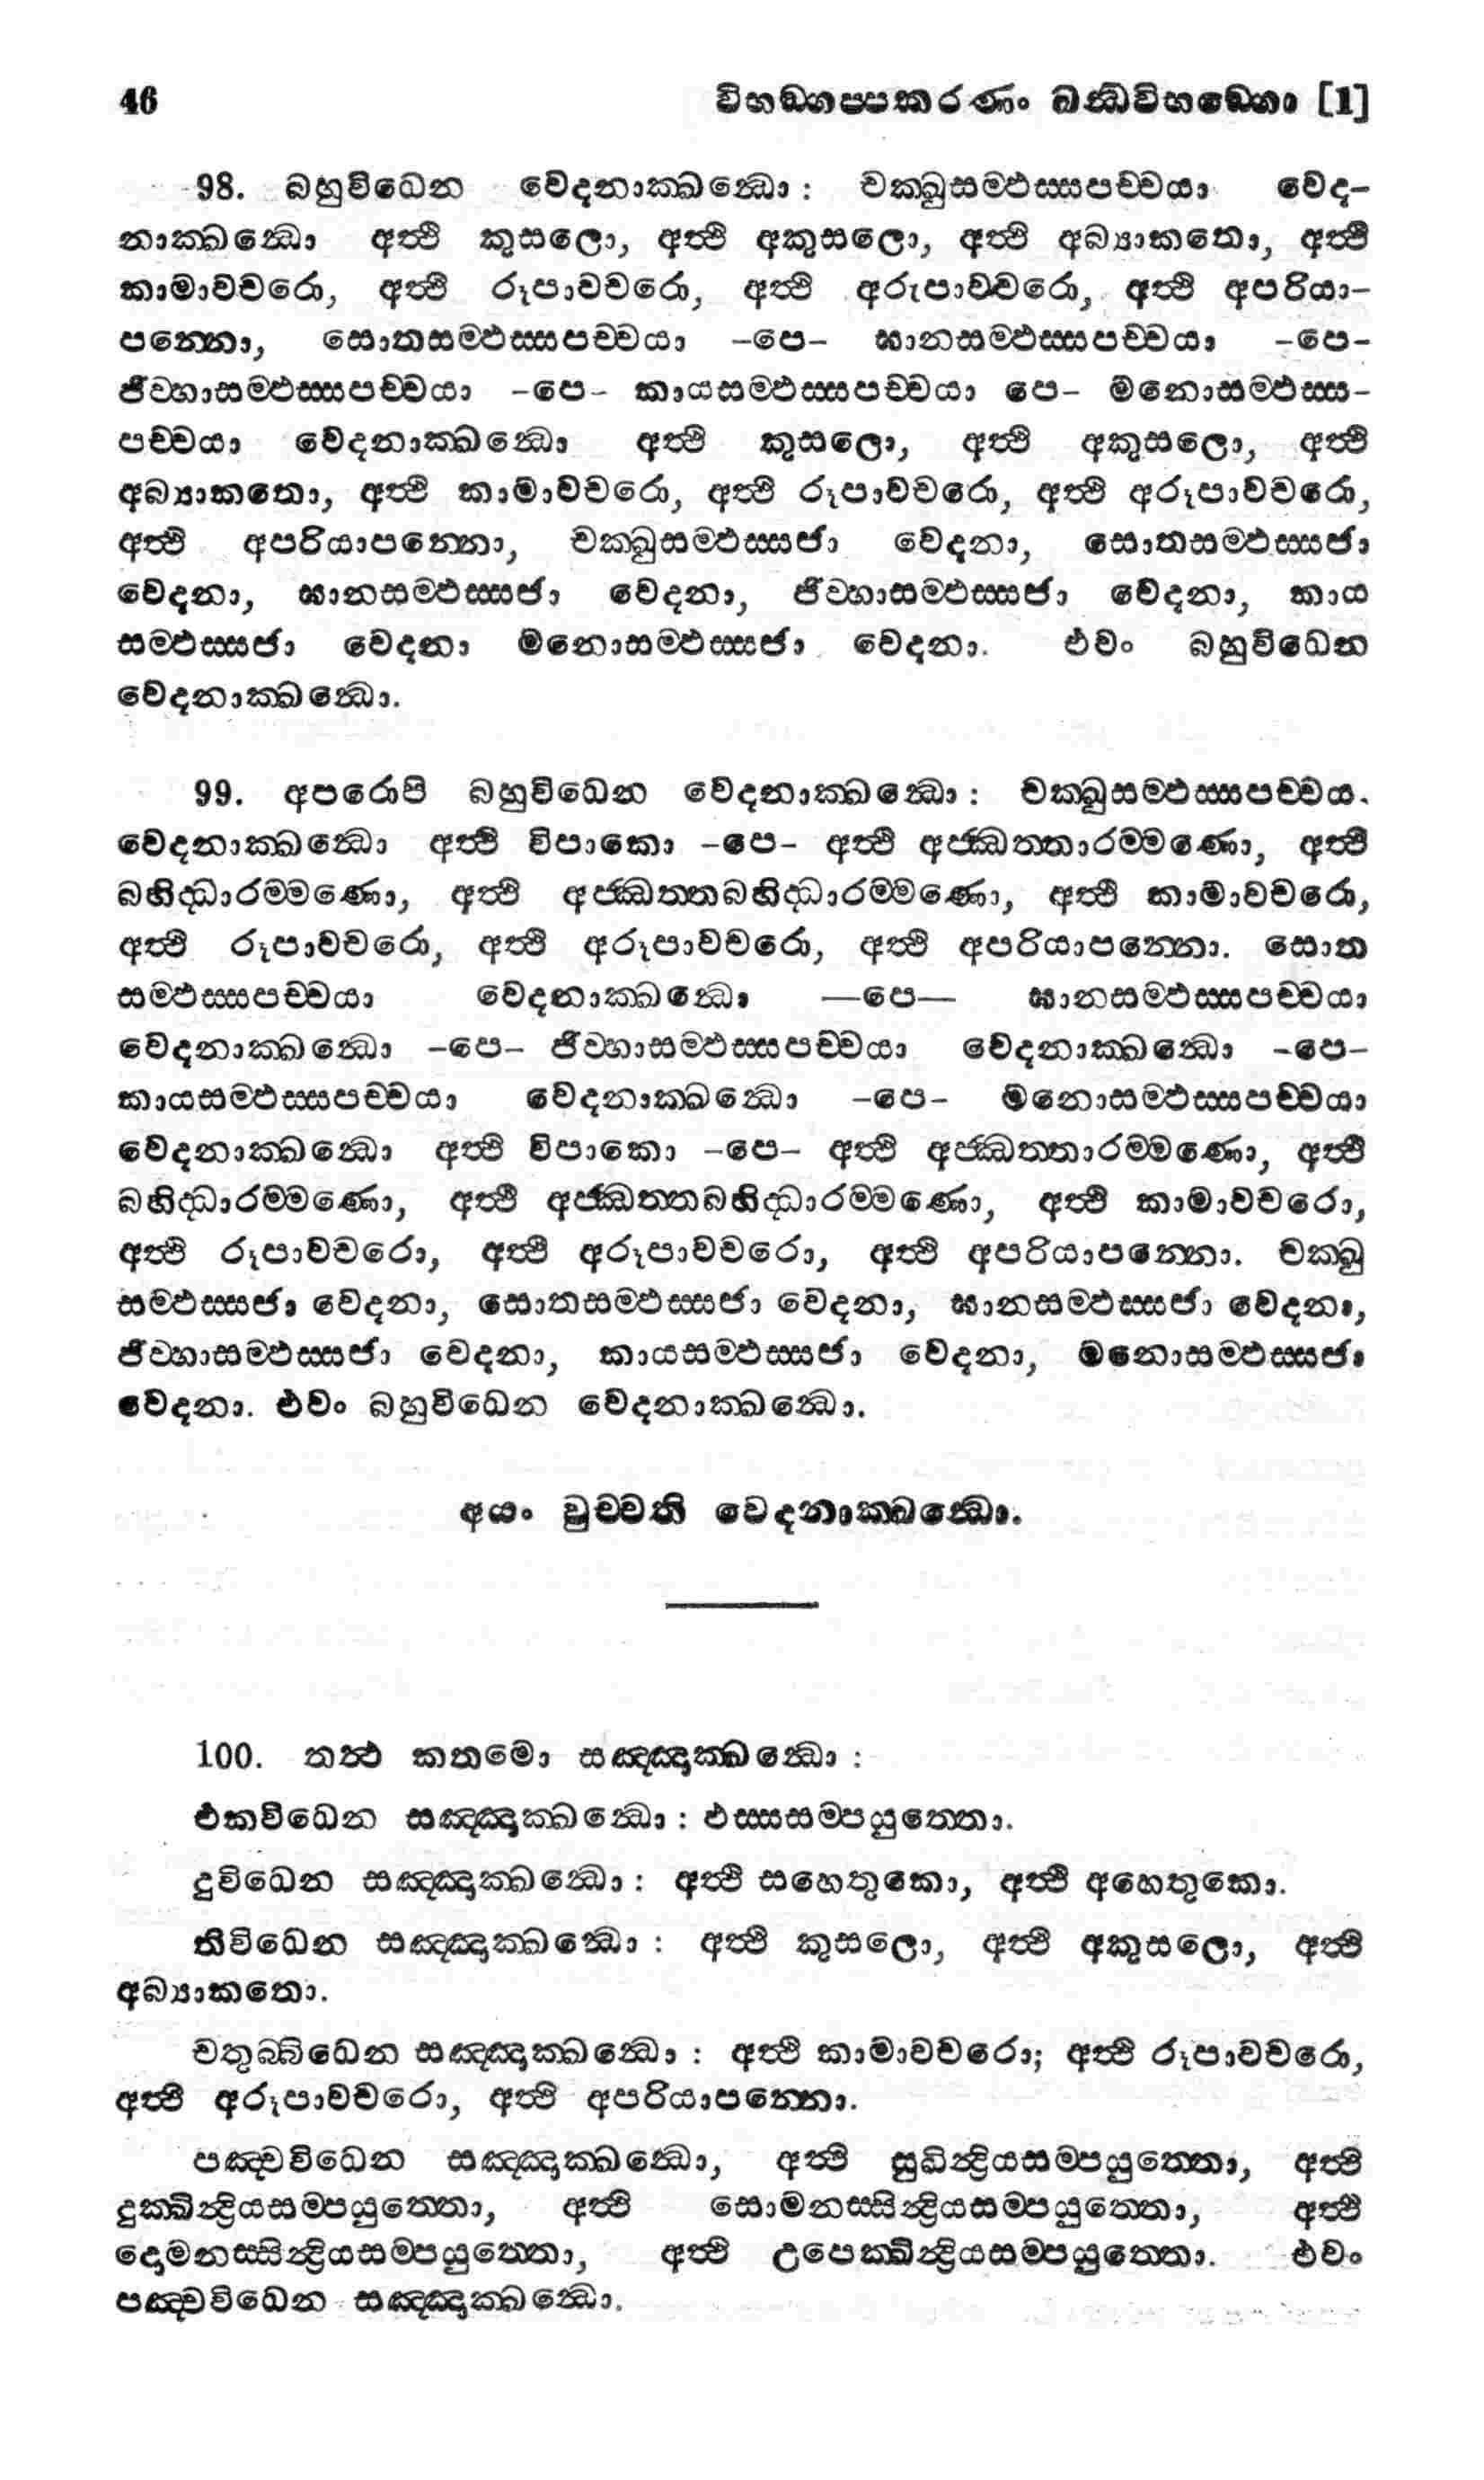 46 විභඞ්ගප්පකරණං ඛන්ධවිභඞ්ගො [1]
98. බහුවිධෙන වේදනාක්ඛන්ධො : චක්ඛුසම්ඵස්සපච්චයා වේද-
නාක්ඛන්ධො අත්ථි කුසලො, අත්ථි අකුසලො, අත්ථි අබ්‍යාකතො, අත්ථි
කාමාවචරො, අත්ථි රූපාවචරො, අත්ථි අරුපාවචරො, අත්ථි අපරියා-
පන්නො, සොතසම්ඵස්සපච්චයා -පෙ- ඝානසම්ඵස්සපච්චයා -පෙ-
ජිව්හාසම්ඵස්සපච්චයා -පෙ- කායසම්ඵස්සපච්චයා පෙ- මනොසම්ඵස්ස-
පච්චයා වේදනාක්ඛන්ධො අත්ථි කුසලො, අත්ථි අකුසලො, අත්ථි
අබ්‍යාකතො, අත්ථි කාමාවචරො, අත්ථි රූපාවචරො, අත්ථි අරූපාවචරො,
අත්ථි අපරියාපන්නො, චක්ඛුසම්ඵස්සජා වේදනා, සොතසම්ඵස්සජා
වේදනා, ඝානසම්ඵස්සජා වෙදනා, ජිව්හාසම්ඵස්සජා වේදනා, කාය
සම්ඵස්සජා වෙදනා මනොසම්ඵස්සජා වෙදනා. එවං බහුවිධෙන
වේදනාක්ඛන්ධො.
99. අපරොපි බහුවිධෙන වේදනාක්ඛන්ධො : චක්ඛුසම්ඵස්සපච්චය.
වේදනාක්ඛන්ධො අත්ථි විපාකො -පෙ- අත්ථි අජ්ඣත්තාරම්මණො, අත්ථි
බහිද්ධාරම්මණො, අත්ථි අජ්ඣත්තබහිද්ධාරම්මණො, අත්ථි කාමාවචරො,
අත්ථි රූපාවචරො, අත්ථි අරූපාවචරො, අත්ථි අපරියාපන්නො. සොත
සම්ඵස්සපච්චයා වේදනාක්ඛන්ධො —පෙ— ඝානසම්ඵස්සපච්චයා
වේදනාක්ඛන්ධො -පෙ- ජිව්හාසම්ඵස්සපච්චයා වේදනාක්ඛන්ධො -පෙ-
කායසම්ඵස්සපච්චයා වේදනාක්ඛන්ධො -පෙ- මනොසම්ඵස්සපච්චයා
වේදනාක්ඛන්ධො අත්ථි විපාකො -පෙ- අත්ථි අජ්ඣත්තාරම්මණො, අත්ථි
බහිද්ධාරම්මණො, අත්ථි අජ්ඣත්තබහිද්ධාරම්මණො, අත්ථි කාමාවචරො,
අත්ථි රූපාවචරො, අත්ථි අරූපාවචරො, අත්ථි අපරියාපන්නො. චක්ඛු
සම්ඵස්සජා වෙදනා, සොතසම්ඵස්සජා වෙදනා, ඝානසම්ඵස්සජා වේදනා,
ජිව්හාසම්ඵස්සජා වෙදනා, කායසම්ඵස්සජා වේදනා, මනොසම්ඵස්සජා
වේදනා. එවං බහුවිධෙන වේදනාක්ඛන්ධො.
අයං වුච්චති වෙදනාක්ඛන්ධො.
100. තත්ථ කතමො සඤ්ඤාක්ඛන්ධො :
එකවිධෙන සඤ්ඤාක්ඛන්ධො : ඵස්සසම්පයුත්තො.
දුවිධෙන සඤ්ඤාක්ඛන්ධො : අත්ථි සහෙතුකො, අත්ථි අහෙතුකො.
තිවිධෙන සඤ්ඤාක්ඛන්ධො : අත්ථි කුසලො, අත්ථි අකුසලො, අත්ථි
අබ්‍යාකතො.
චතුබ්බිධෙන සඤ්ඤාක්ඛන්ධො : අත්ථි කාමාවචරො; අත්ථි රූපාවචරො,
අත්ථි අරූපාවචරො, අත්ථි අපරියාපන්නො.
පඤ්චවිධෙන සඤ්ඤාක්ඛන්ධො, අත්ථි සුඛින්ද්‍රියසම්පයුත්තො, අත්ථි
දුක්ඛින්ද්‍රියසම්පයුත්තො, අත්ථි සොමනස්සින්ද්‍රියසම්පයුත්තො, අත්ථි
දොමනස්සින්ද්‍රියසම්පයුත්තො, අත්ථි උපෙක්ඛින්ද්‍රියසම්පයුත්තො. එවං
පඤ්චවිධෙන සඤ්ඤාක්ඛන්ධො.